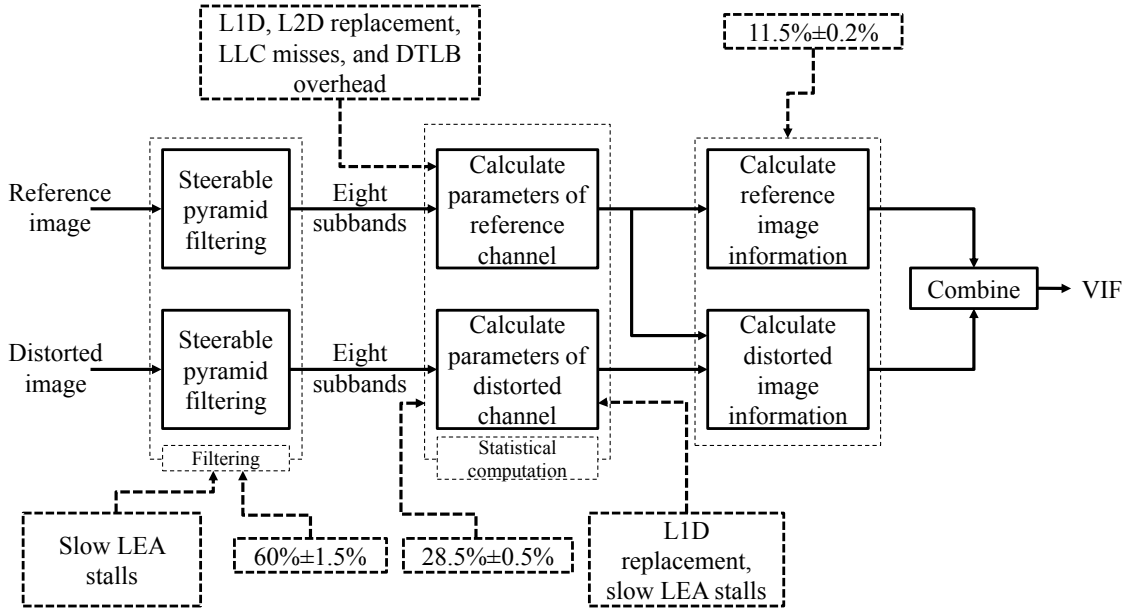 L1D, L2D replacement,
LLC misses, and DTLB
overhead
11.5%±0.2%
Reference
image
Steerable
pyramid
filtering
Eight
subbands
Calculate
parameters of
reference
channel
Calculate
reference
image
information
Combine
VIF
Distorted
image
Steerable
pyramid
filtering
Eight
subbands
Calculate
parameters of
distorted
channel
Calculate
distorted
image
information
Filtering
Statistical
computation
Slow LEA
stalls
60%±1.5%
28.5%±0.5%
L1D
replacement,
slow LEA stalls